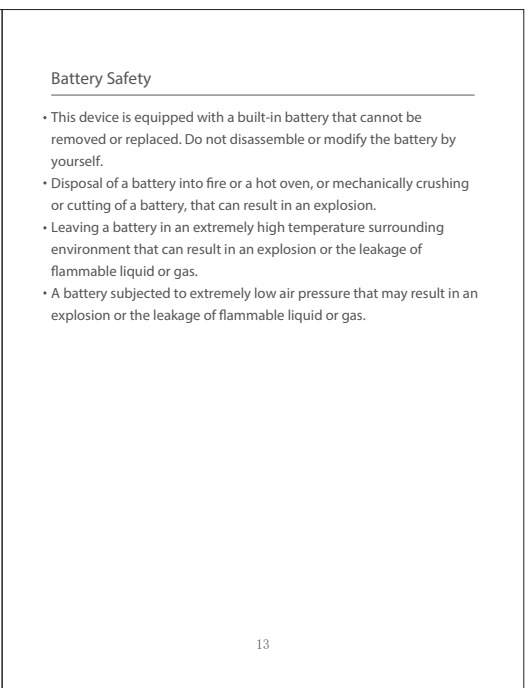 Battery Safety
• This device is equipped with a built-in battery that cannot be
removed or replaced. Do not disassemble or modify the battery by
yourself.
• Disposal of a battery into fire or a hot oven, or mechanically crushing
or cutting of a battery, that can result in an explosion.
• Leaving a battery in an extremely high temperature surrounding
environment that can result in an explosion or the leakage of
flammable liquid or gas.
• A battery subjected to extremely low air pressure that may result in an
explosion or the leakage of flammable liquid or gas.
13